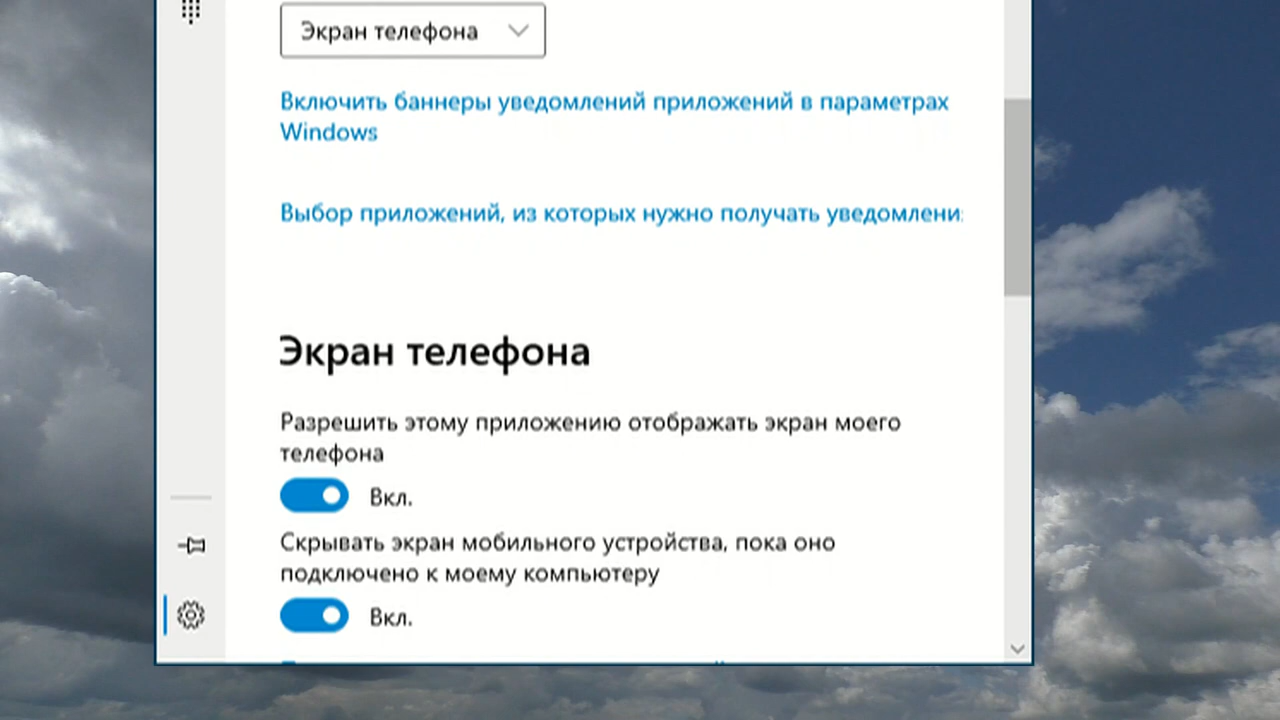 Экран телефона
Включить баннеры уведомлений приложений в параметрах
Windows
Выбор приложений, из которых нужно получать
Экран телефона
Разрешить этому приложению отображать экран моего
телефона
Вкл.
Скрывать экран мобильного устройства, пока оно
подключено к моему компьютеру
Вкл.